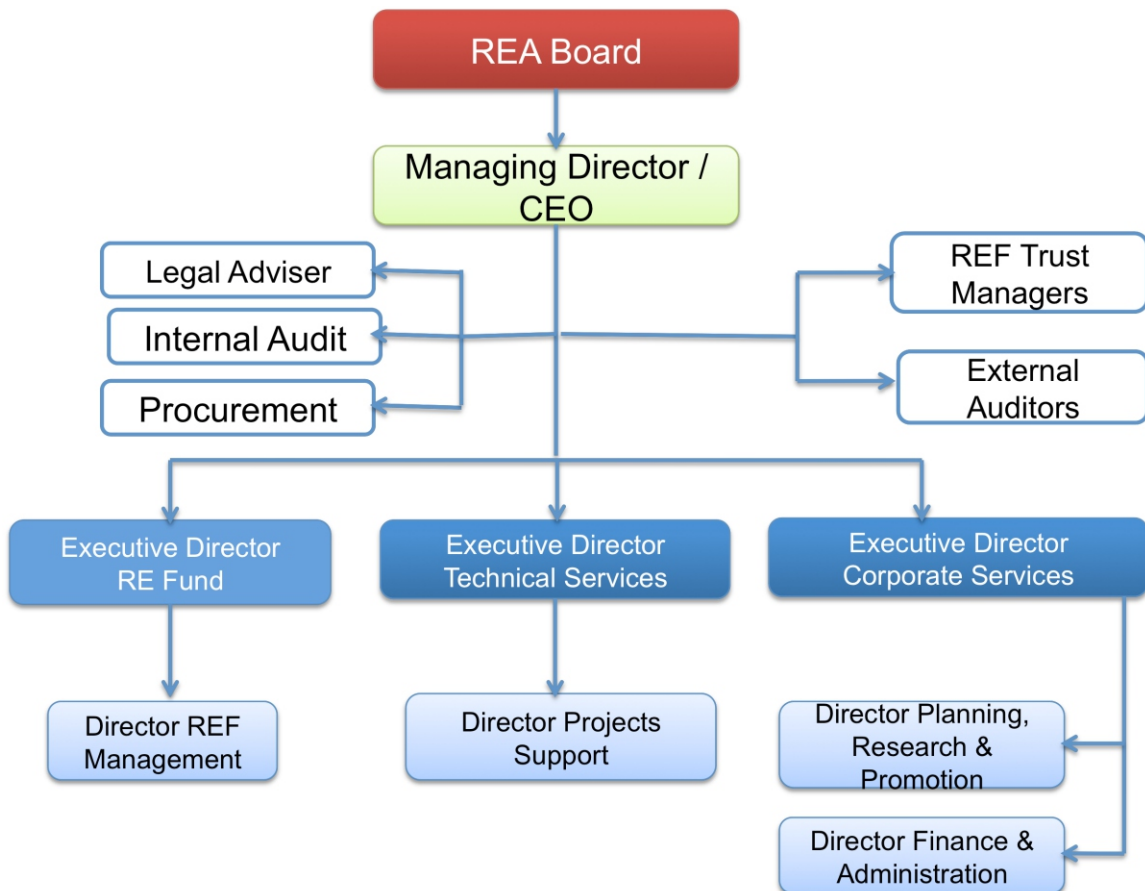 REA Board
Managing Director /
CEO
Legal Adviser
Internal Audit
Procurement
REF Trust
Managers
External
Auditors
Executive Director
RE Fund
Executive Director
Technical Services
Executive Director
Corporate Services
Director REF
Management
Director Projects
Support
Director Planning,
Research &
Promotion
Director Finance &
Administration